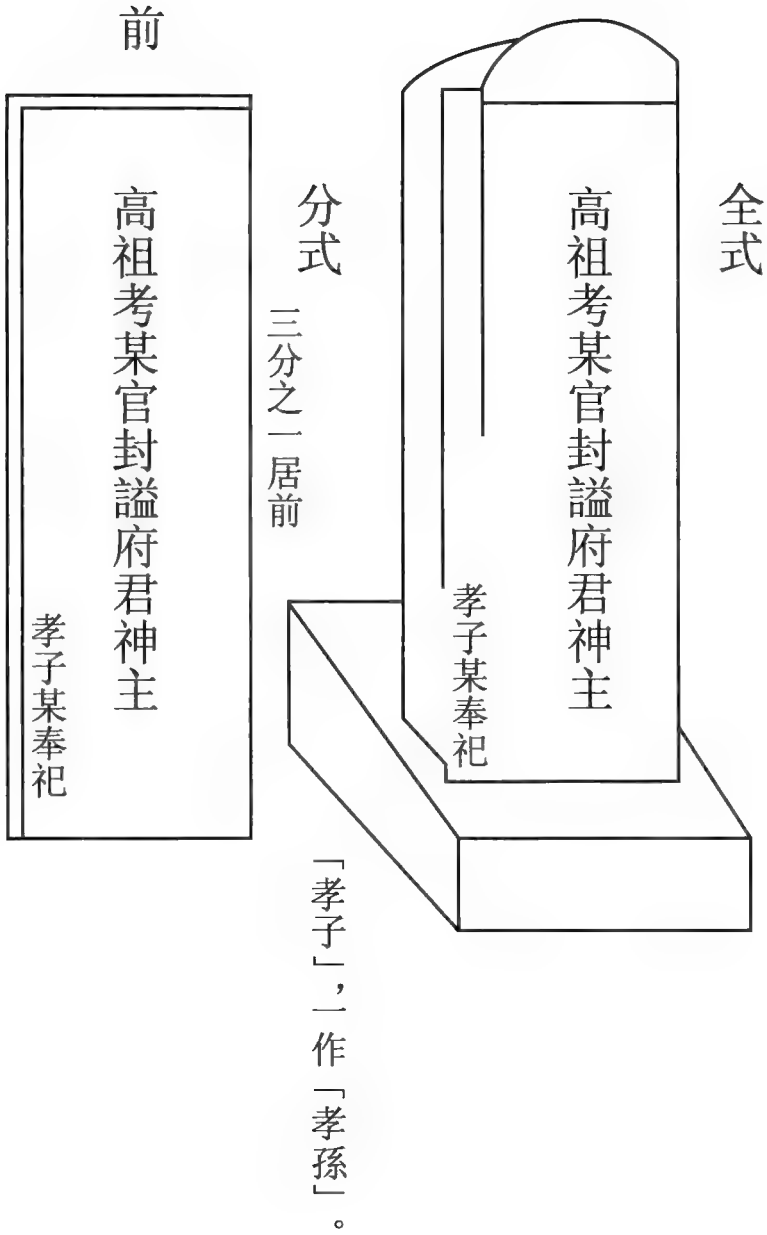 全式
高祖考某官封謚府君神主
孝子某奉祀
分式
三分之一居前
「孝子」，一作「孝孫」。
前
高祖考某官封謚府君神主
孝子某奉祀